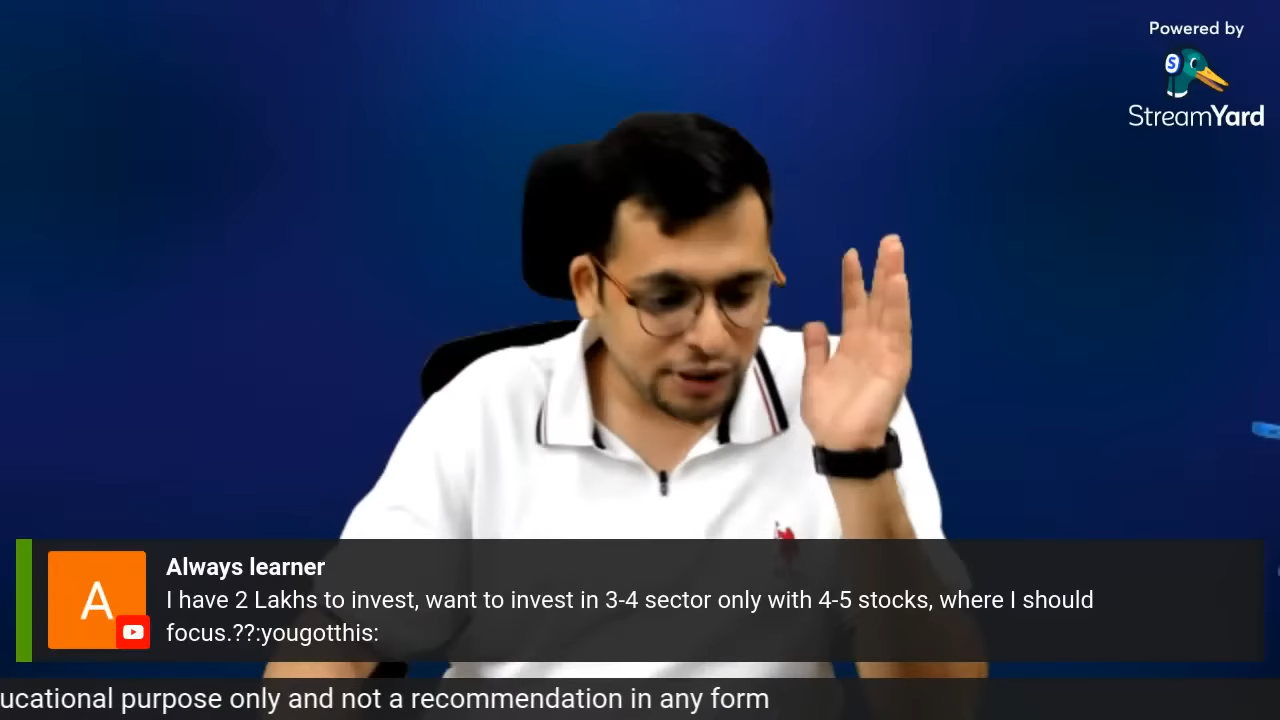 Powered by
S
StreamYard
Always learner
A
I have 2 Lakhs to invest, want to invest in 3-4 sector only with 4-5 stocks, where I should
focus.??:yougotthis:
ucational purpose only and not a recommendation in any form